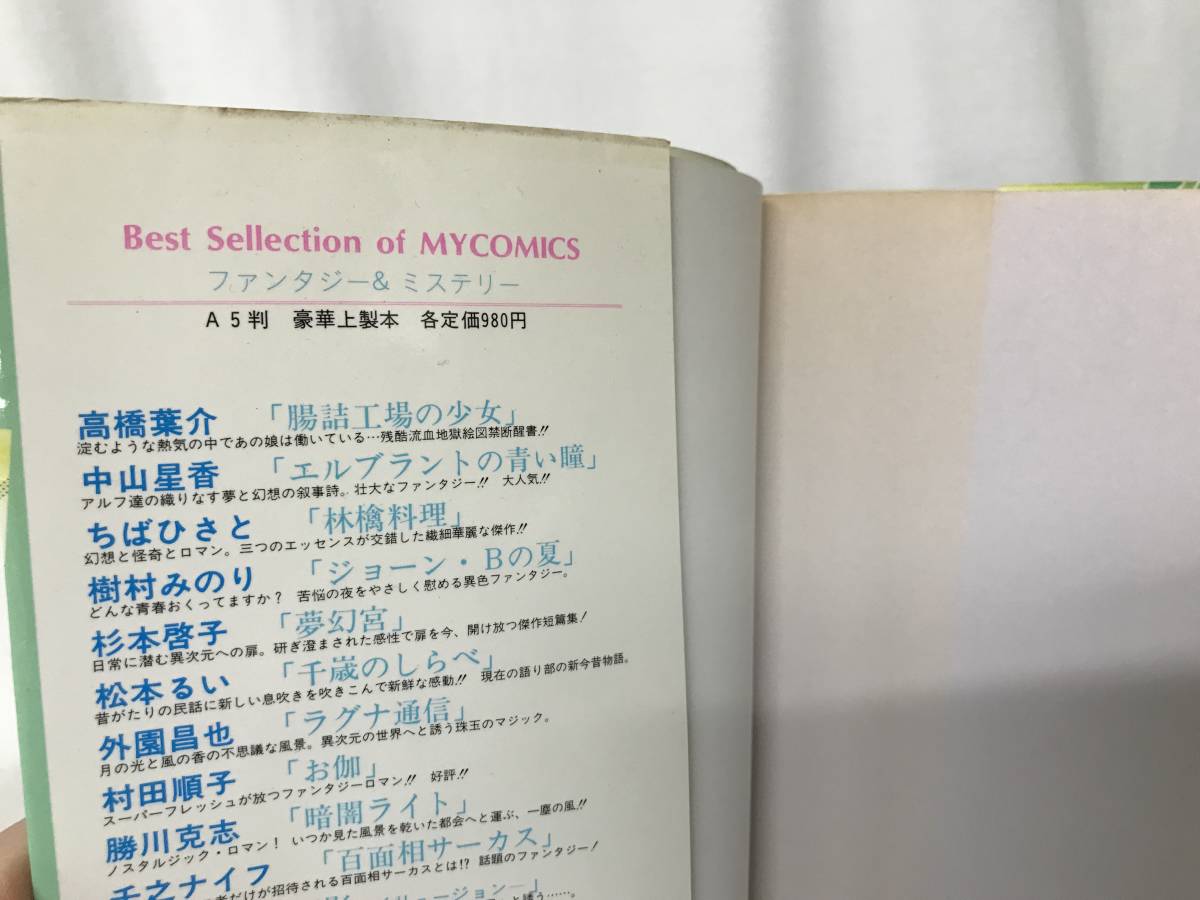 Best Sellection of MYCOMICS
ファンタジー& ミステリー
A5判 豪華上製本 各定価980円
高橋葉介 「腸詰工場の少女」
淀むような熱気の中であの娘は働いている…残酷流血地獄絵図禁断醒書!!
中山星香 「エルブラントの青い瞳」
アルフ達の織りなす夢と幻想の叙事詩。壮大なファンタジー!! 大人気!!
ちばひさと 「林檎料理」
幻想と怪奇とロマン。三つのエッセンスが交錯した繊細華麗な傑作!!
樹村みのり 「ジョーン・Bの夏」
どんな青春おくってますか? 苦悩の夜をやさしく慰める異色ファンタジー。
杉本啓子 「夢幻宮」
日常に潜む異次元への扉。研ぎ澄まされた感性で扉を今、開け放つ傑作短篇集!
松本るい 「千歳のしらべ」
昔がたりの民話に新しい息吹きを吹きこんで新鮮な感動!! 現在の語り部の新今昔物語。
外園昌也 「ラグナ通信」
月の光と風の香の不思議な風景。異次元の世界へと誘う珠玉のマジック。
村田順子 「お伽」
スーパーフレッシュが放つファンタジーロマン!! 好評!!
勝川克志 「暗闇ライト」
ノスタルジック・ロマン! いつか見た風景を乾いた都会へと運ぶ、一塵の風!!
千之ナイフ 「百面相サーカス」
者だけが招待される百面相サーカスとは!? 話題のファンタジー!
リュージョン―」
と誘う……。